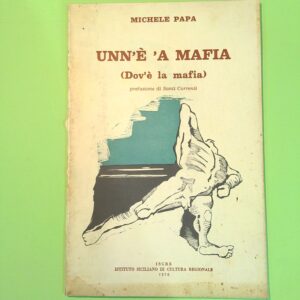 MICHELE PAPA
UNN'È 'A MAFIA
(Dov'è la mafia)
prefazione di Santi Correnti
ISCRE
ISTITUTO SICILIANO DI CULTURA REGIONALE